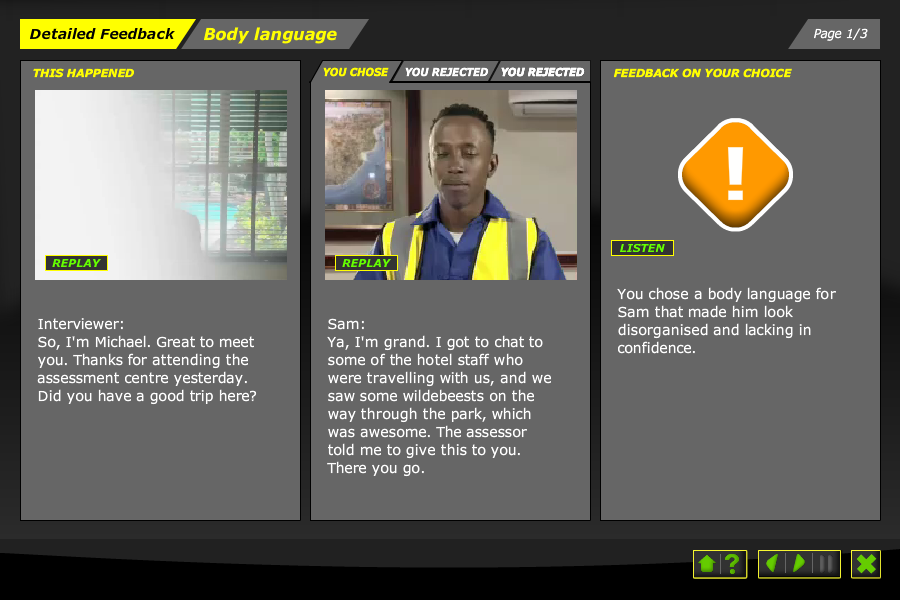 Detailed Feedback
Body language
Page 1/3
THIS HAPPENED
REPLAY
Interviewer:
So, I'm Michael. Great to meet
you. Thanks for attending the
assessment centre yesterday.
Did you have a good trip here?
YOU CHOSE
YOU REJECTED
YOU REJECTED
REPLAY
Sam:
Ya, I'm grand. I got to chat to
some of the hotel staff who
were travelling with us, and we
saw some wildebeests on the
way through the park, which
was awesome. The assessor
told me to give this to you.
There you go.
FEEDBACK ON YOUR CHOICE
!
LISTEN
You chose a body language for
Sam that made him look
disorganised and lacking in
confidence.
?